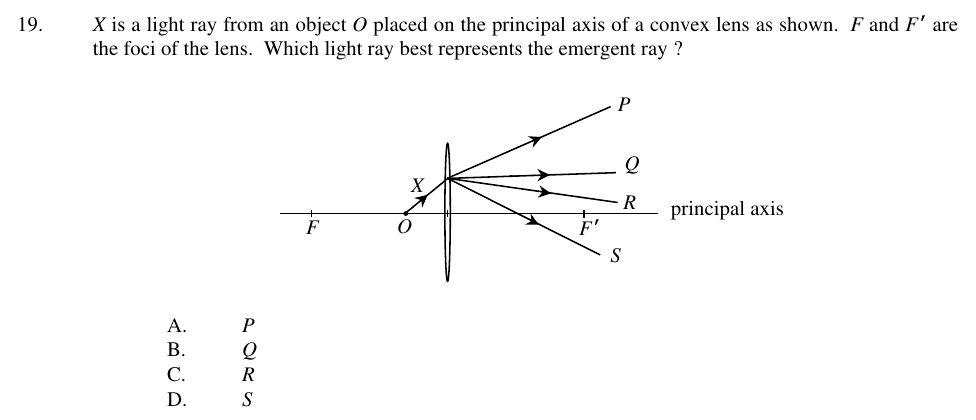 19. X is a light ray from an object O placed on the principal axis of a convex lens as shown. F and F′ are
the foci of the lens. Which light ray best represents the emergent ray ?
P
Q
X
R
principal axis
F
O
F′
S
A. P
B. Q
C. R
D. S